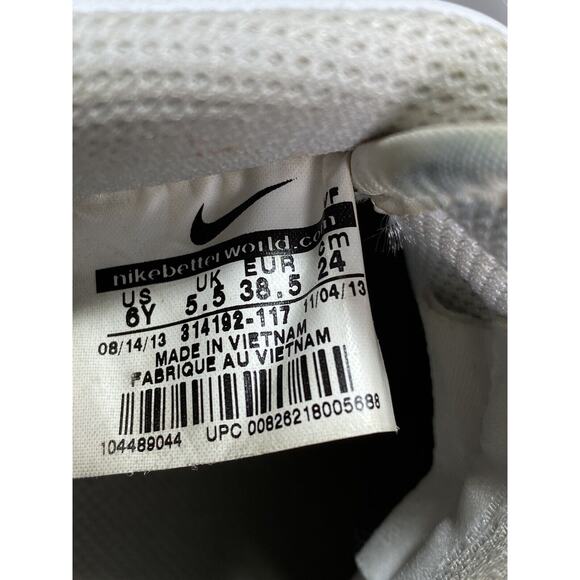 nikebetterworld.com
US UK EUR cm
6Y 5.5 38.5 24
08/14/13 314192-117 11/04/13
MADE IN VIETNAM
FABRIQUE AU VIETNAM
104489044 UPC 00826218005688